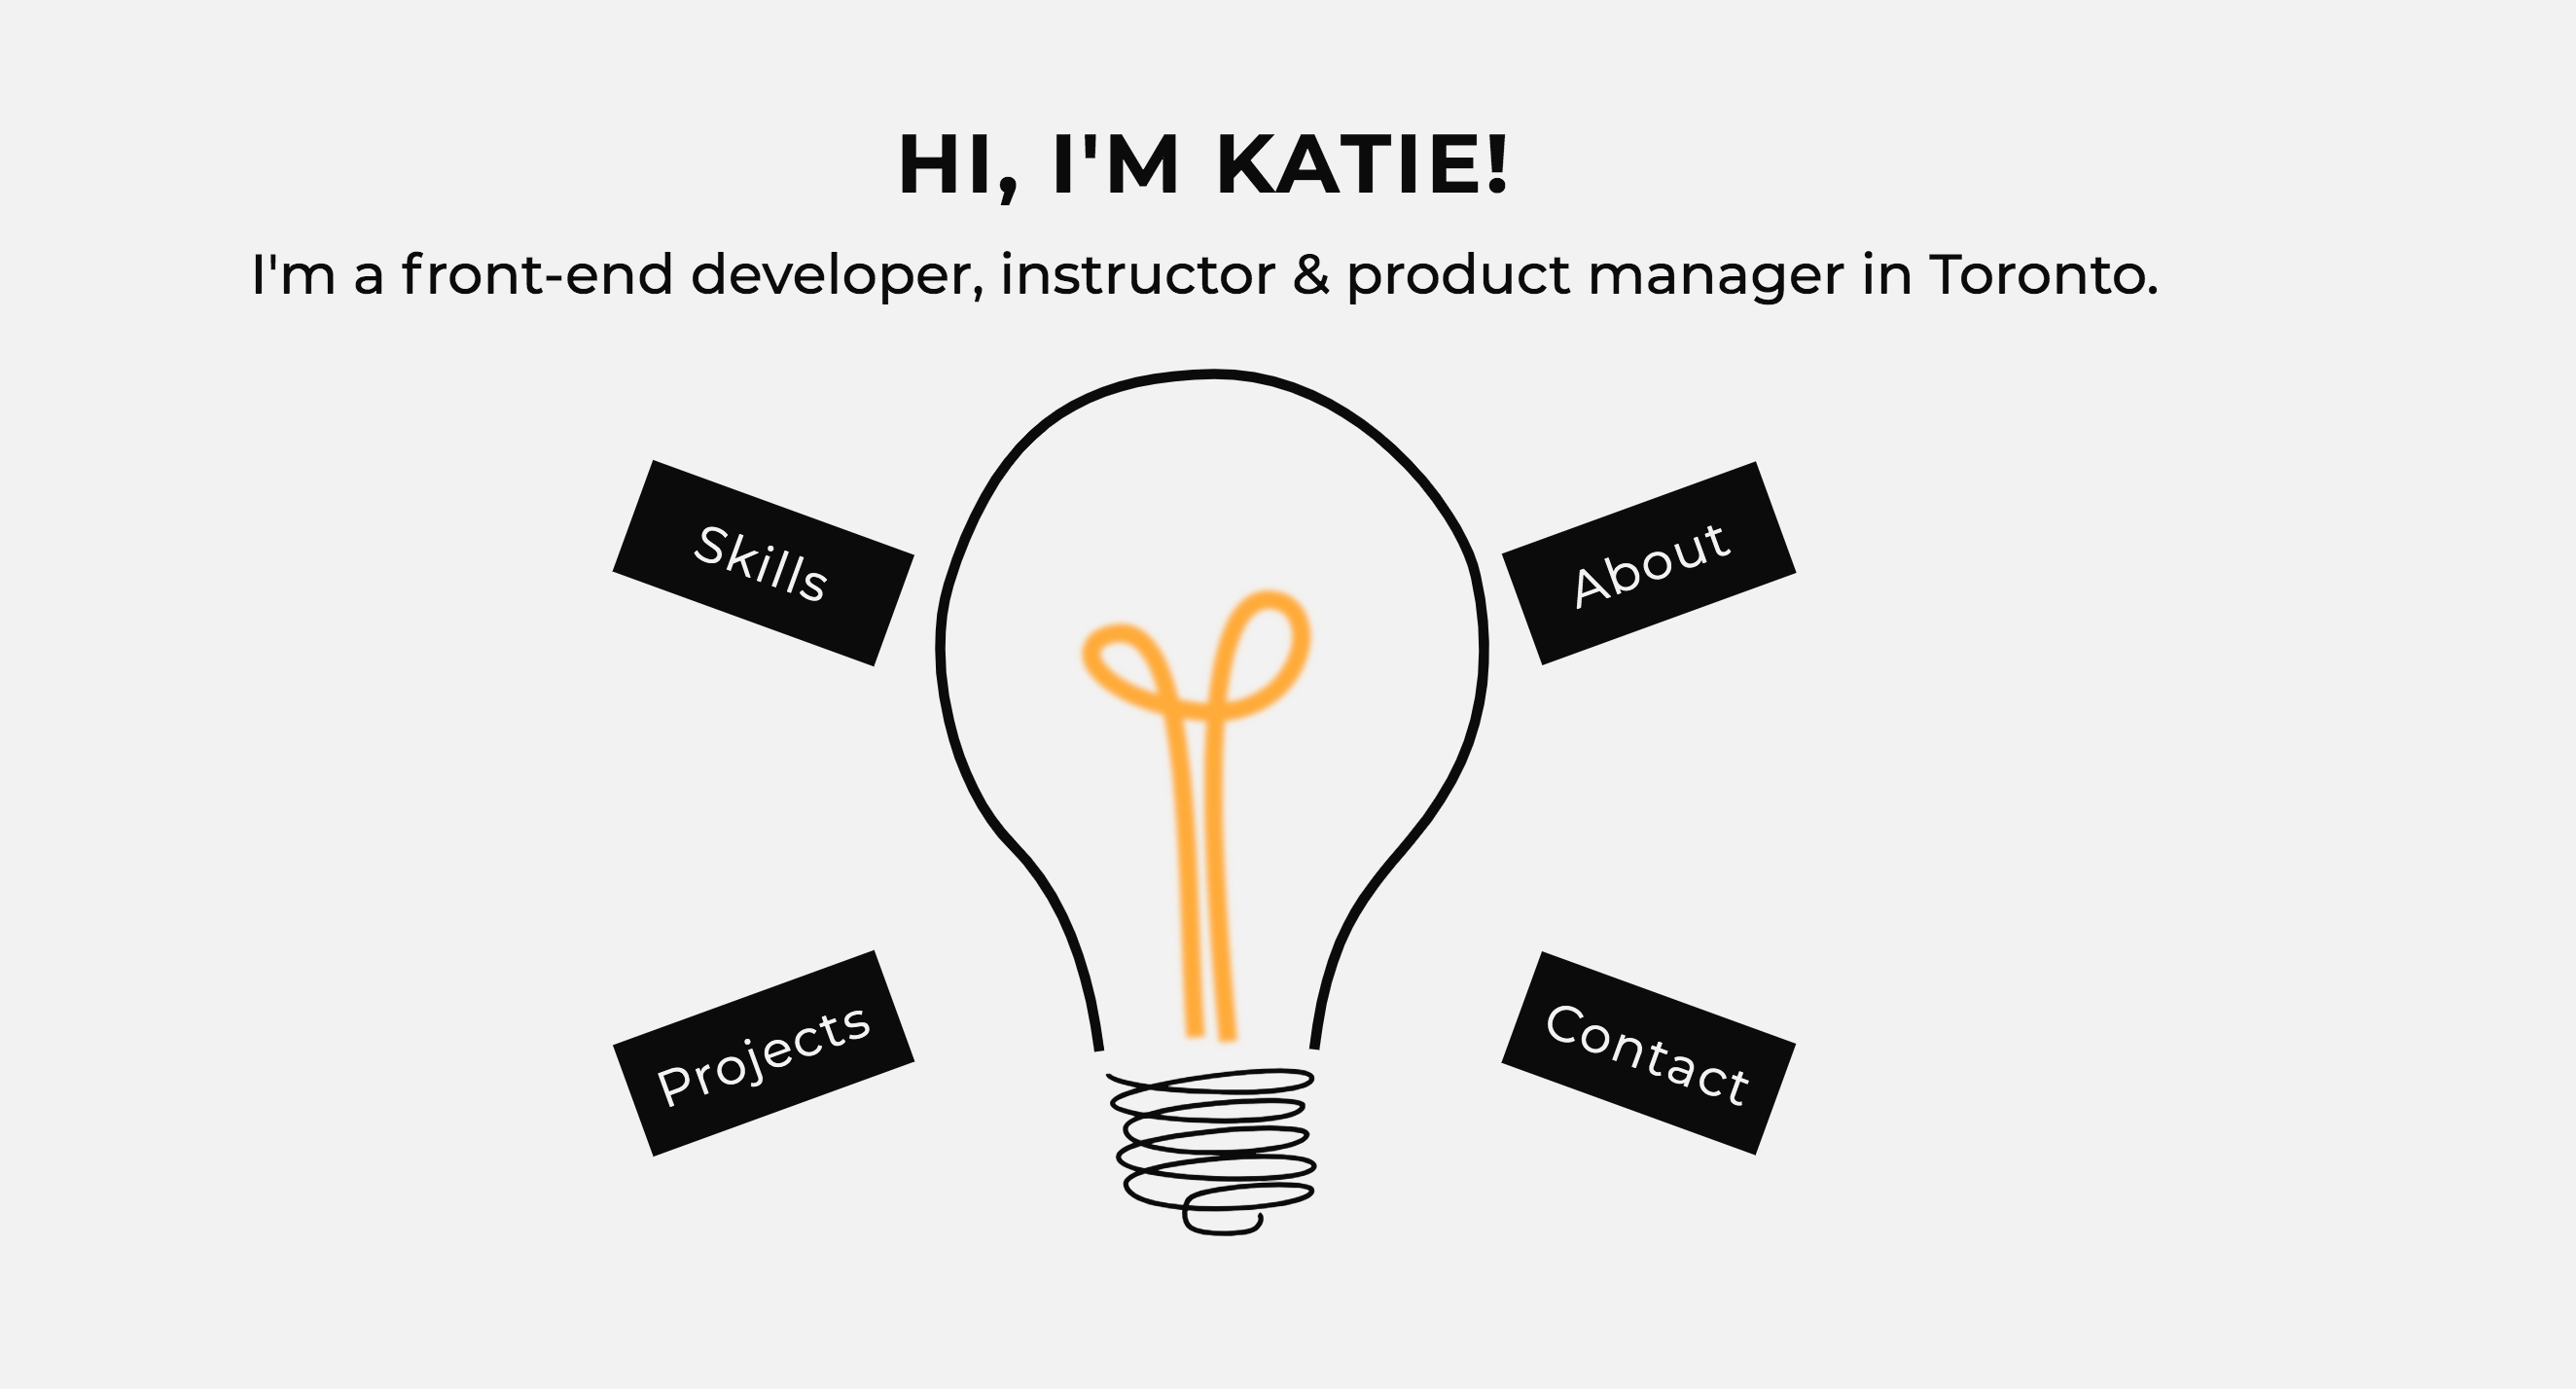 HI, I'M KATIE!
I'm a front-end developer, instructor & product manager in Toronto.
Skills
About
Projects
Contact